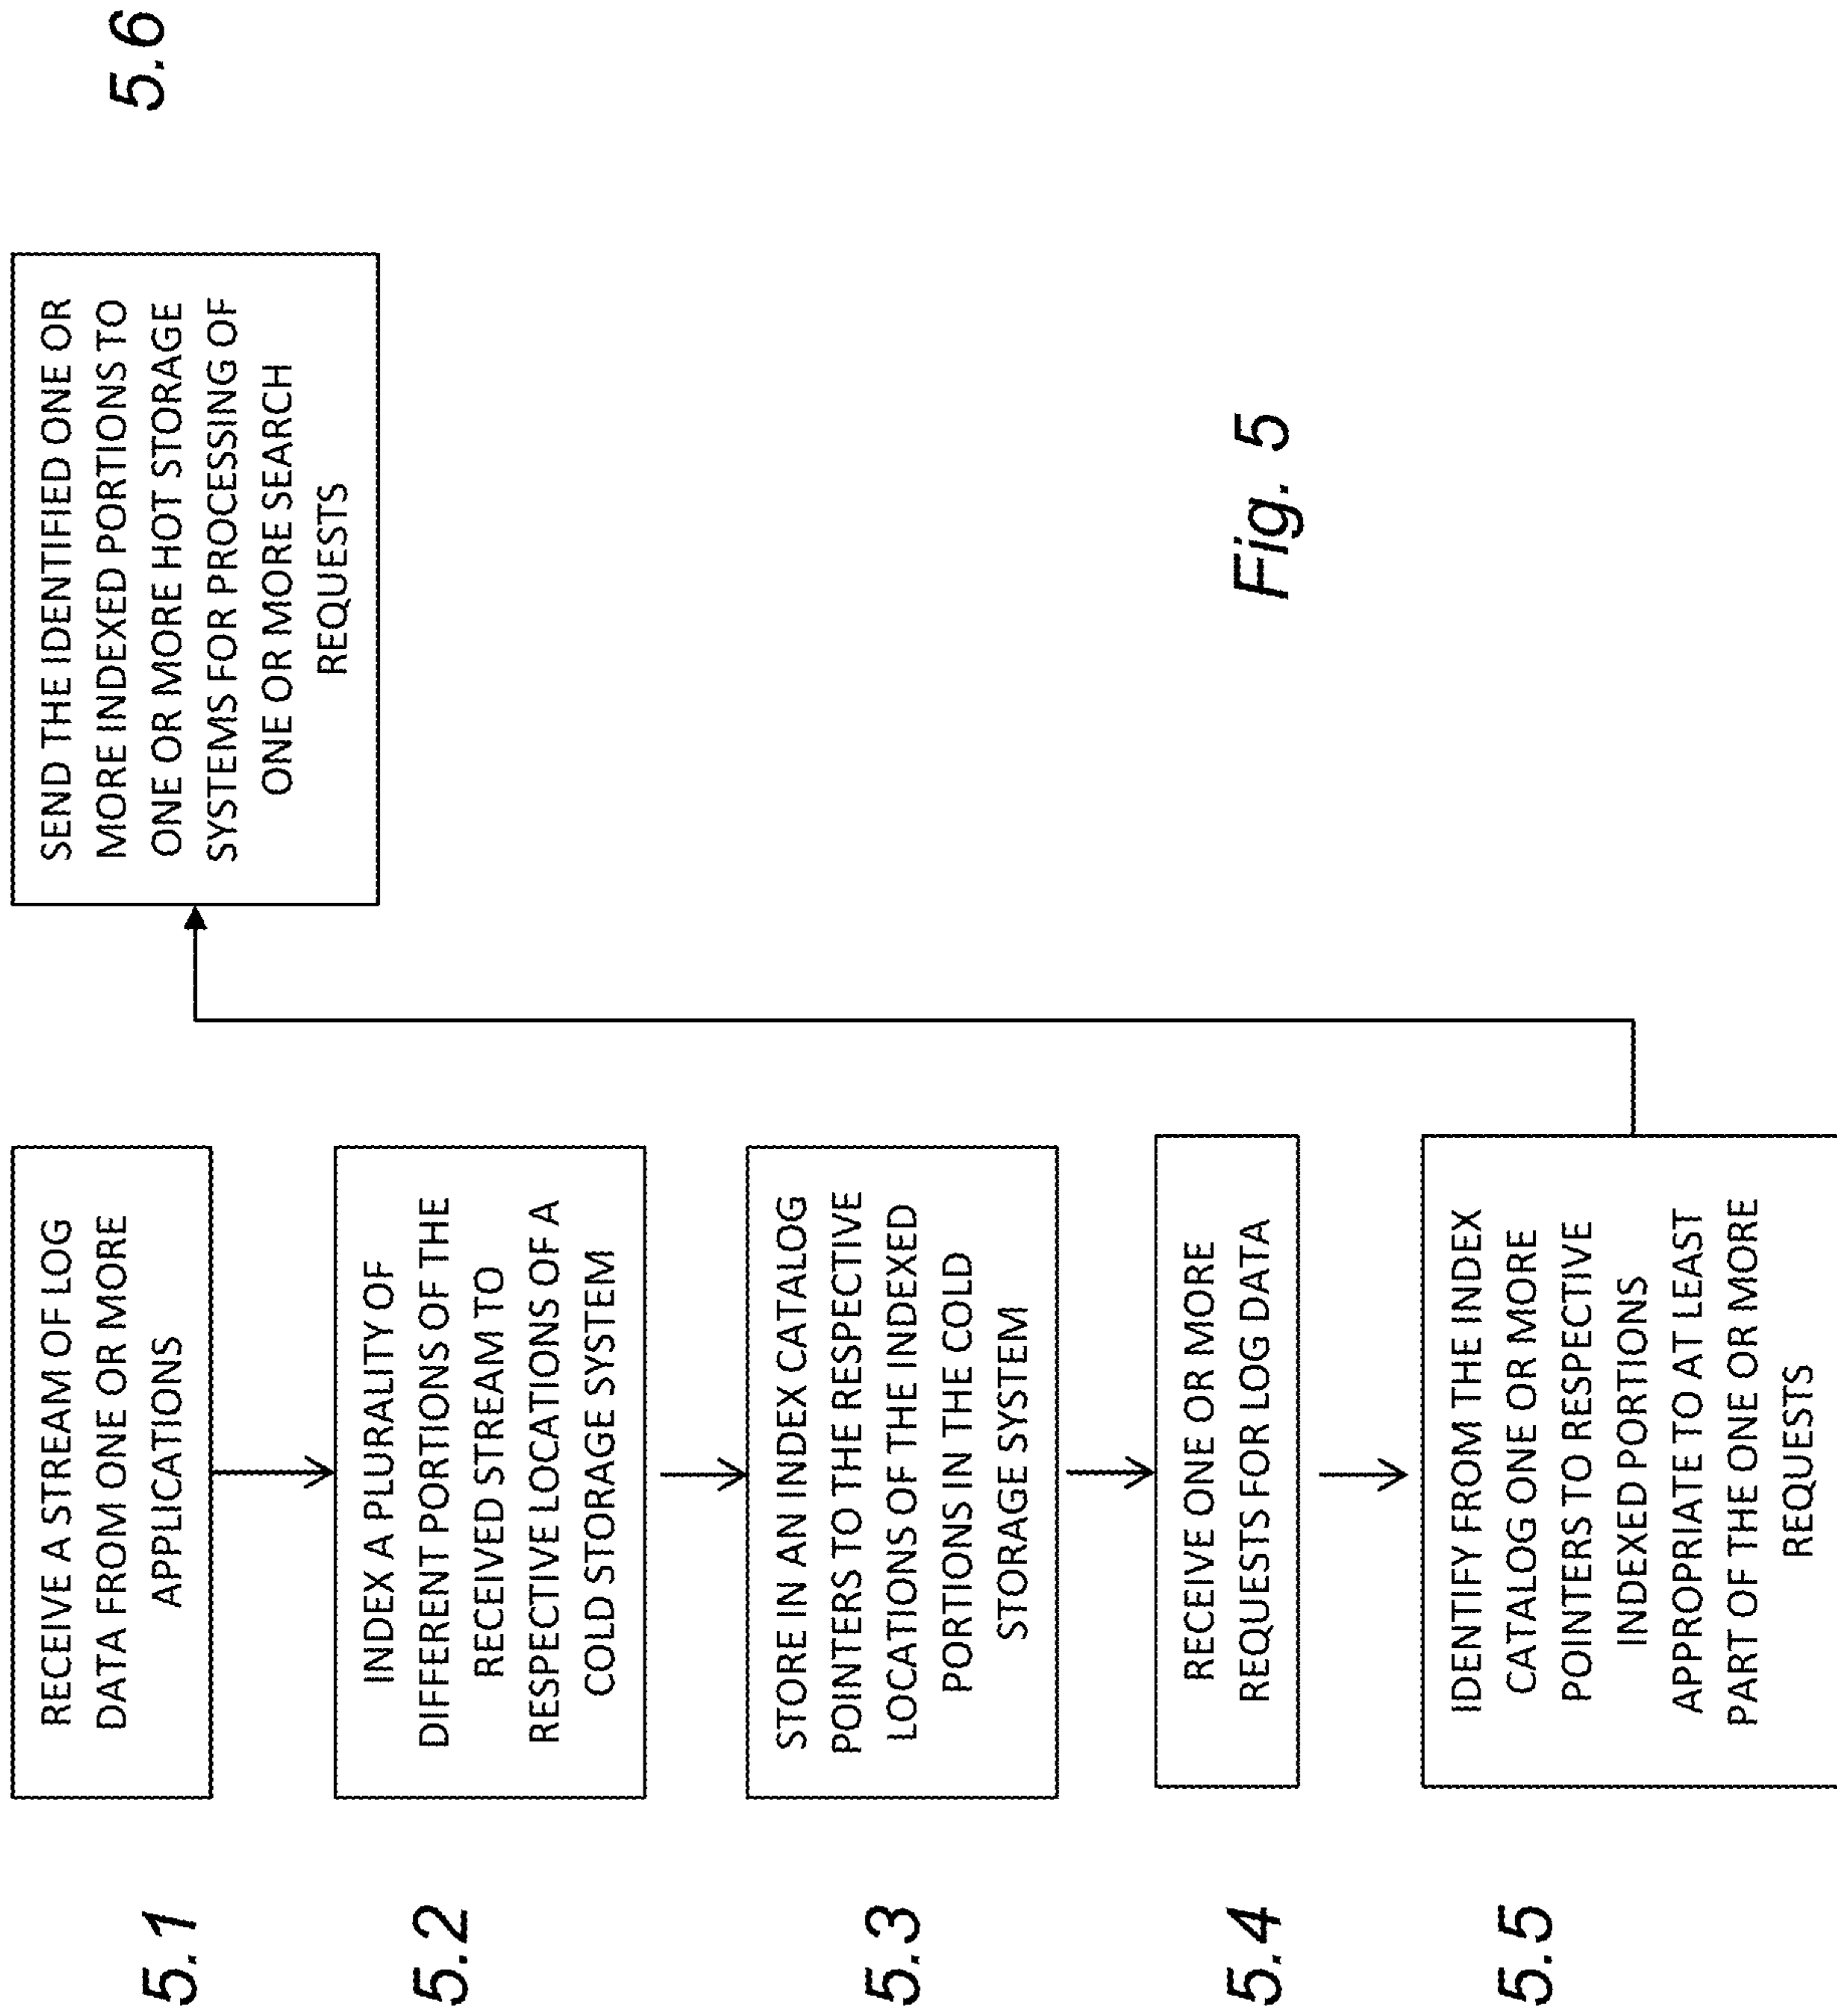 5.1
RECEIVE A STREAM OF LOG
DATA FROM ONE OR MORE
APPLICATIONS
5.2
INDEX A PLURALITY OF
DIFFERENT PORTIONS OF THE
RECEIVED STREAM TO
RESPECTIVE LOCATIONS OF A
COLD STORAGE SYSTEM
5.3
STORE IN AN INDEX CATALOG
POINTERS TO THE RESPECTIVE
LOCATIONS OF THE INDEXED
PORTIONS IN THE COLD
STORAGE SYSTEM
5.4
RECEIVE ONE OR MORE
REQUESTS FOR LOG DATA
5.5
IDENTIFY FROM THE INDEX
CATALOG ONE OR MORE
POINTERS TO RESPECTIVE
INDEXED PORTIONS
APPROPRIATE TO AT LEAST
PART OF THE ONE OR MORE
REQUESTS
SEND THE IDENTIFIED ONE OR
MORE INDEXED PORTIONS TO
ONE OR MORE HOT STORAGE
SYSTEMS FOR PROCESSING OF
ONE OR MORE SEARCH
REQUESTS
5.6
Fig. 5